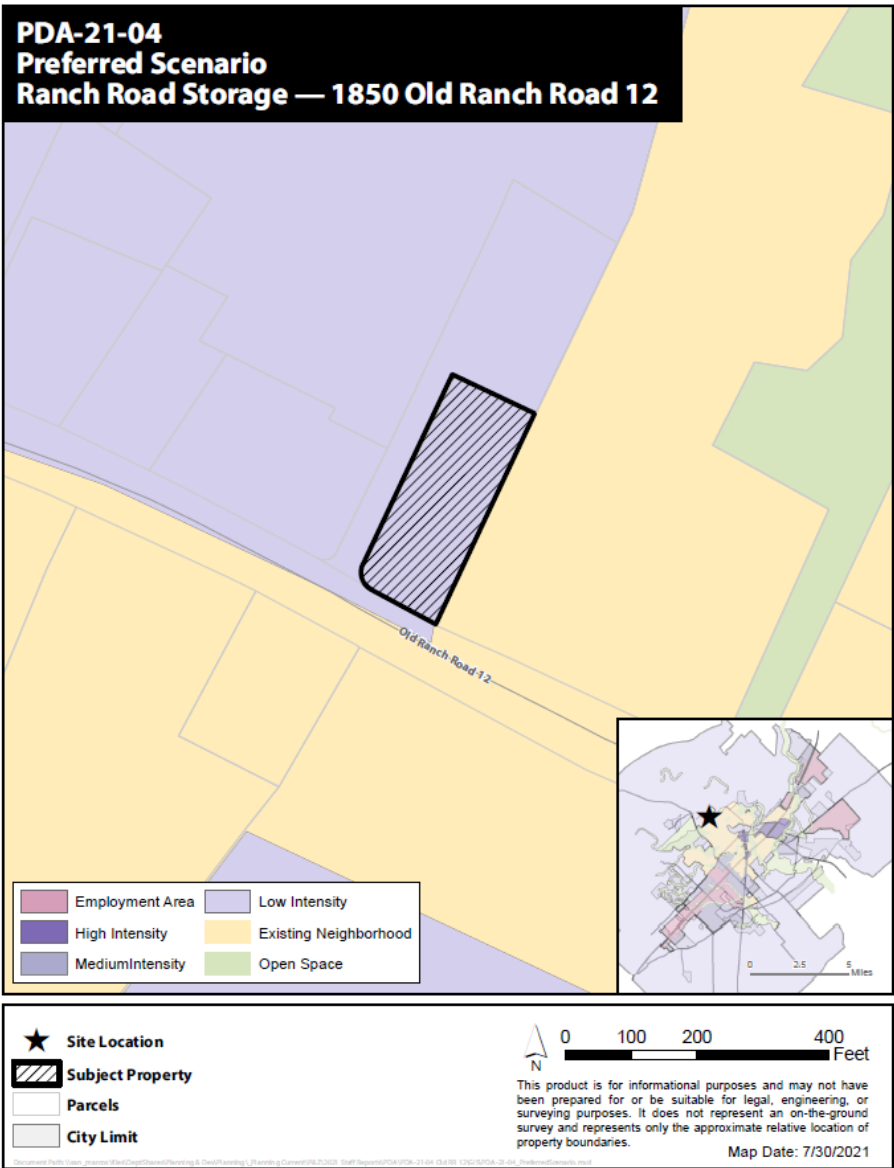 PDA-21-04
Preferred Scenario
Ranch Road Storage — 1850 Old Ranch Road 12
Old Ranch Road 12
Employment Area
Low Intensity
High Intensity
Existing Neighborhood
MediumIntensity
Open Space
0 2.5 5
Miles
Site Location
Subject Property
Parcels
City Limit
N
0 100 200 400
Feet
This product is for informational purposes and may not have
been prepared for or be suitable for legal, engineering, or
surveying purposes. It does not represent an on-the-ground
survey and represents only the approximate relative location of
property boundaries.
Map Date: 7/30/2021